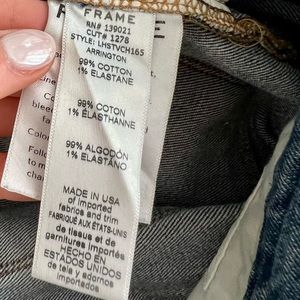 FRAME
RN# 139021
CUT# 1278
STYLE: LHSTVCH165
ARRINGTON
99% COTTON
1% ELASTANE
99% COTON
1% ELASTHANNE
99% ALGODÓN
1% ELASTANO
MADE IN USA
of imported
fabrics and trim
FABRIQUÉ AUX ÉTATS-UNIS
de tissus et de
garnitures importés
HECHO EN
ESTADOS UNIDOS
de tela y adornos
importados